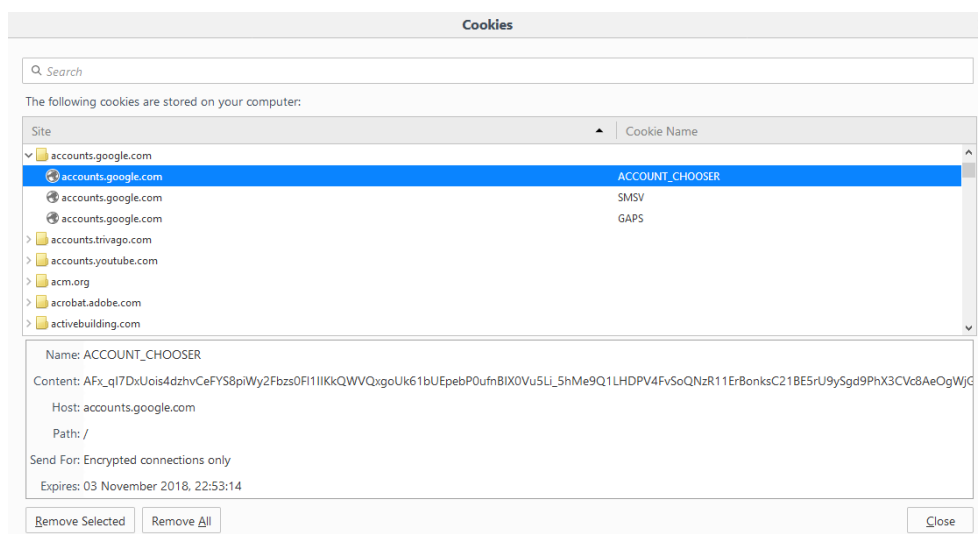 Cookies
Search
The following cookies are stored on your computer:
Site Cookie Name
accounts.google.com
accounts.google.com ACCOUNT_CHOOSER
accounts.google.com SMSV
accounts.google.com GAPS
accounts.trivago.com
accounts.youtube.com
acm.org
acrobat.adobe.com
activebuilding.com
Name: ACCOUNT_CHOOSER
Content:
Host: accounts.google.com
Path: /
Send For: Encrypted connections only
Expires: 03 November 2018, 22:53:14
Remove Selected Remove All Close